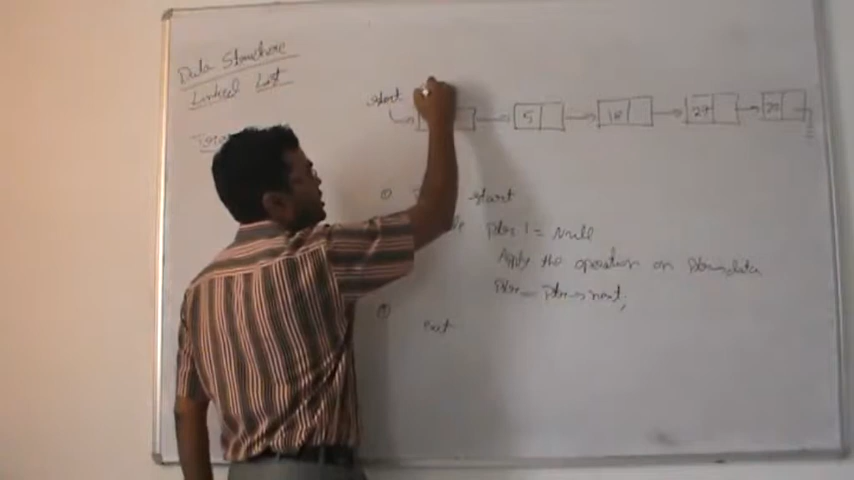 Data Structure
Linked List
start
5 18 27 20
① start
Ptr != Null
Apply the operation on Ptr→data
Ptr = Ptr→next;
Exit